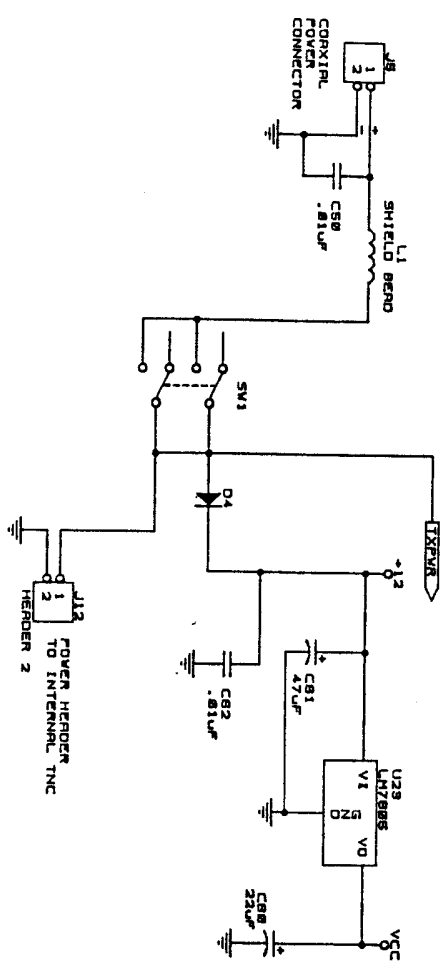 COAXIAL
POWER
CONNECTOR
J5
1
2
+
-
C50
.01uF
L1
SHIELD BEAD
SW1
TXPWR
D4
+12
J12
1
2
HEADER 2
POWER HEADER
TO INTERNAL TNC
C82
.01uF
C81
47uF
+
U23
LM7805
VI
VO
GND
C80
22uF
+
VCC